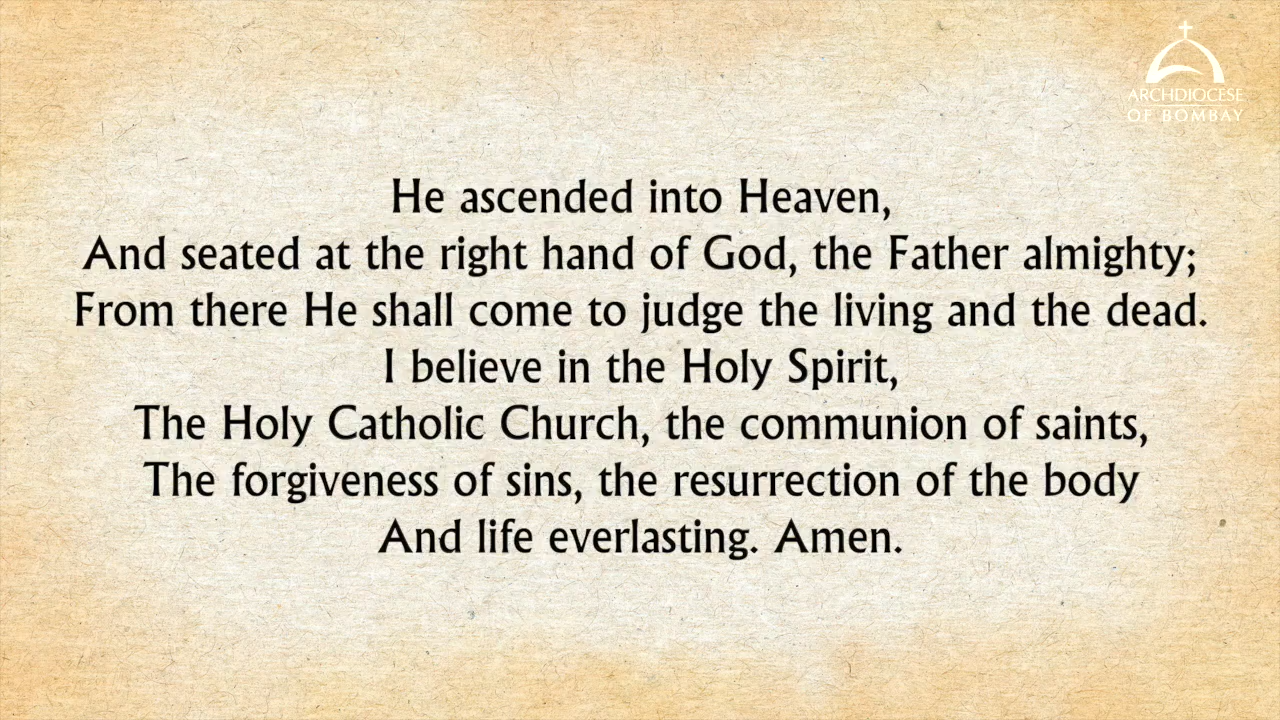 ARCHDIOCESE
OF BOMBAY
He ascended into Heaven,
And seated at the right hand of God, the Father almighty;
From there He shall come to judge the living and the dead.
I believe in the Holy Spirit,
The Holy Catholic Church, the communion of saints,
The forgiveness of sins, the resurrection of the body
And life everlasting. Amen.